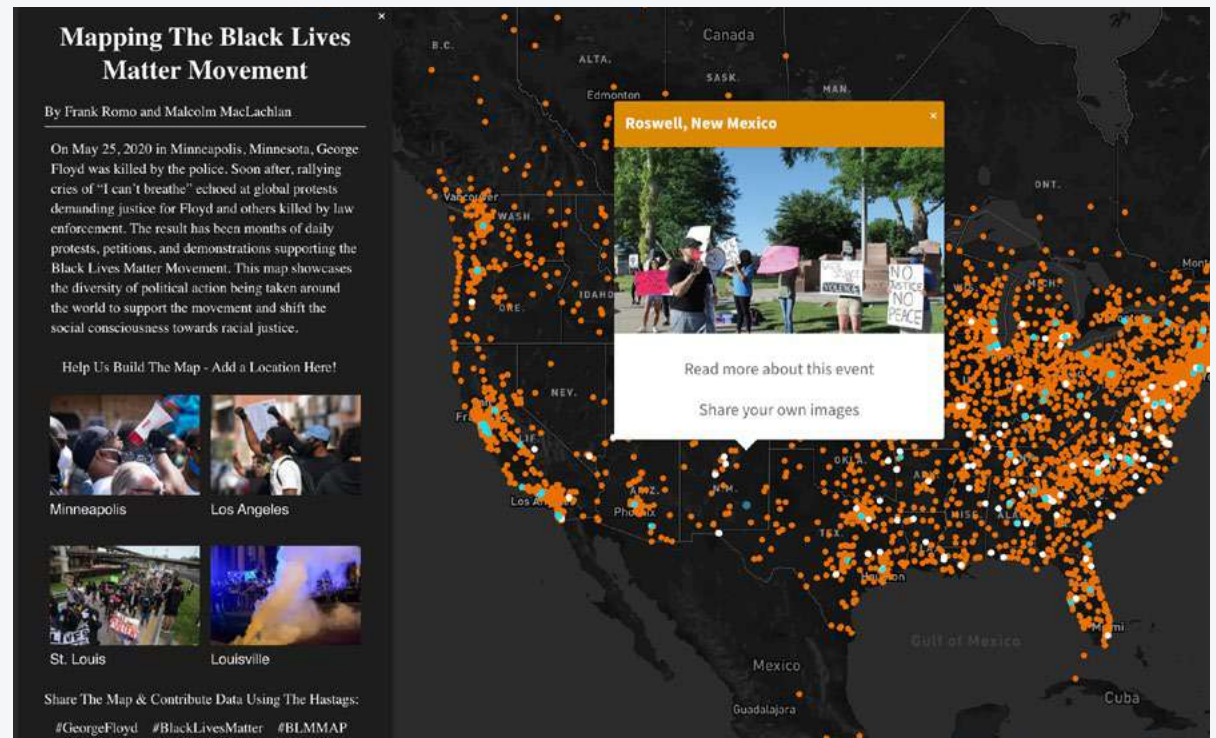 Mapping The Black Lives
Matter Movement
By Frank Romo and Malcolm MacLachlan
On May 25, 2020 in Minneapolis, Minnesota, George
Floyd was killed by the police. Soon after, rallying
cries of “I can’t breathe” echoed at global protests
demanding justice for Floyd and others killed by law
enforcement. The result has been months of daily
protests, petitions, and demonstrations supporting the
Black Lives Matter Movement. This map showcases
the diversity of political action being taken around
the world to support the movement and shift the
social consciousness towards racial justice.
Help Us Build The Map - Add a Location Here!
Minneapolis
Los Angeles
St. Louis
Louisville
Share The Map & Contribute Data Using The Hastags:
#GeorgeFloyd #BlackLivesMatter #BLMMAP
Canada
B.C.
ALTA.
SASK.
MAN.
Edmonton
Roswell, New Mexico
NO
JUSTICE
NO
PEACE
VIOLENCE
Read more about this event
Share your own images
ONT.
Vancouver
WASH.
Mont
IDAHO
ORE.
WIS.
MICH.
NEV.
Fra
LIF.
OKLA.
Los An
ARIZ.
N.M.
Phoenix
TEX.
MISS.
ALA.
Houston
Miami
Gulf of Mexico
Mexico
Cuba
Guadalajara